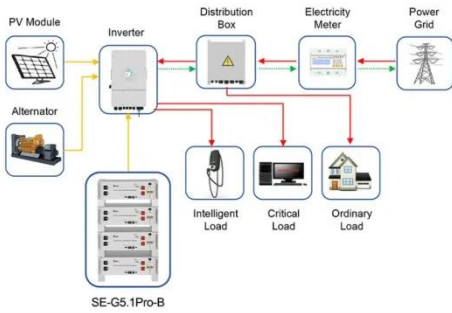 PV Module
Inverter
Distribution
Box
Electricity
Meter
Power
Grid
Alternator
Intelligent
Load
Critical
Load
Ordinary
Load
SE-G5.1Pro-B